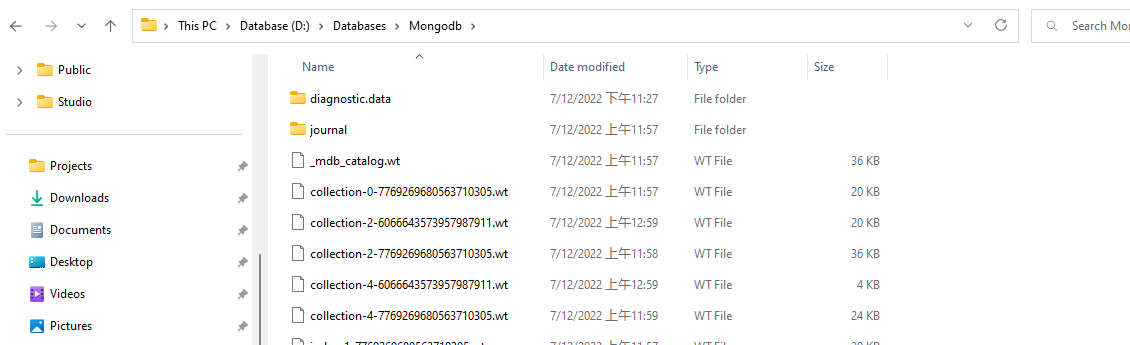 This PC > Database (D:) > Databases > Mongodb >
Search Mor
Public
Studio
Projects
Downloads
Documents
Desktop
Videos
Pictures
Name Date modified Type Size
diagnostic.data 7/12/2022 下午11:27 File folder
journal 7/12/2022 上午11:57 File folder
_mdb_catalog.wt 7/12/2022 上午11:57 WT File 36 KB
collection-0-7769269680563710305.wt 7/12/2022 上午11:57 WT File 20 KB
collection-2-6066643573957987911.wt 7/12/2022 上午12:59 WT File 20 KB
collection-2-7769269680563710305.wt 7/12/2022 上午11:58 WT File 36 KB
collection-4-6066643573957987911.wt 7/12/2022 上午12:59 WT File 4 KB
collection-4-7769269680563710305.wt 7/12/2022 上午11:59 WT File 24 KB